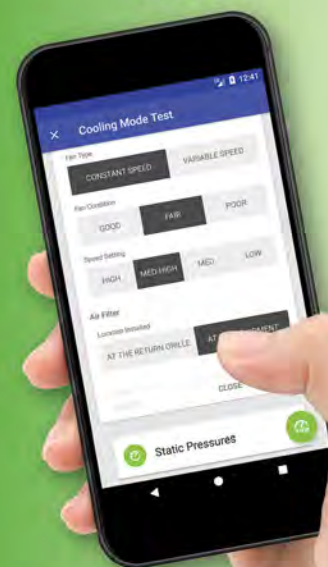 12:41
× Cooling Mode Test
Fan Type
CONSTANT SPEED VARIABLE SPEED
Fan Condition
GOOD FAIR POOR
Speed Setting
HIGH MED-HIGH MED LOW
Air Filter
Location Installed
AT THE RETURN GRILLE AT
CLOSE
Static Pressures